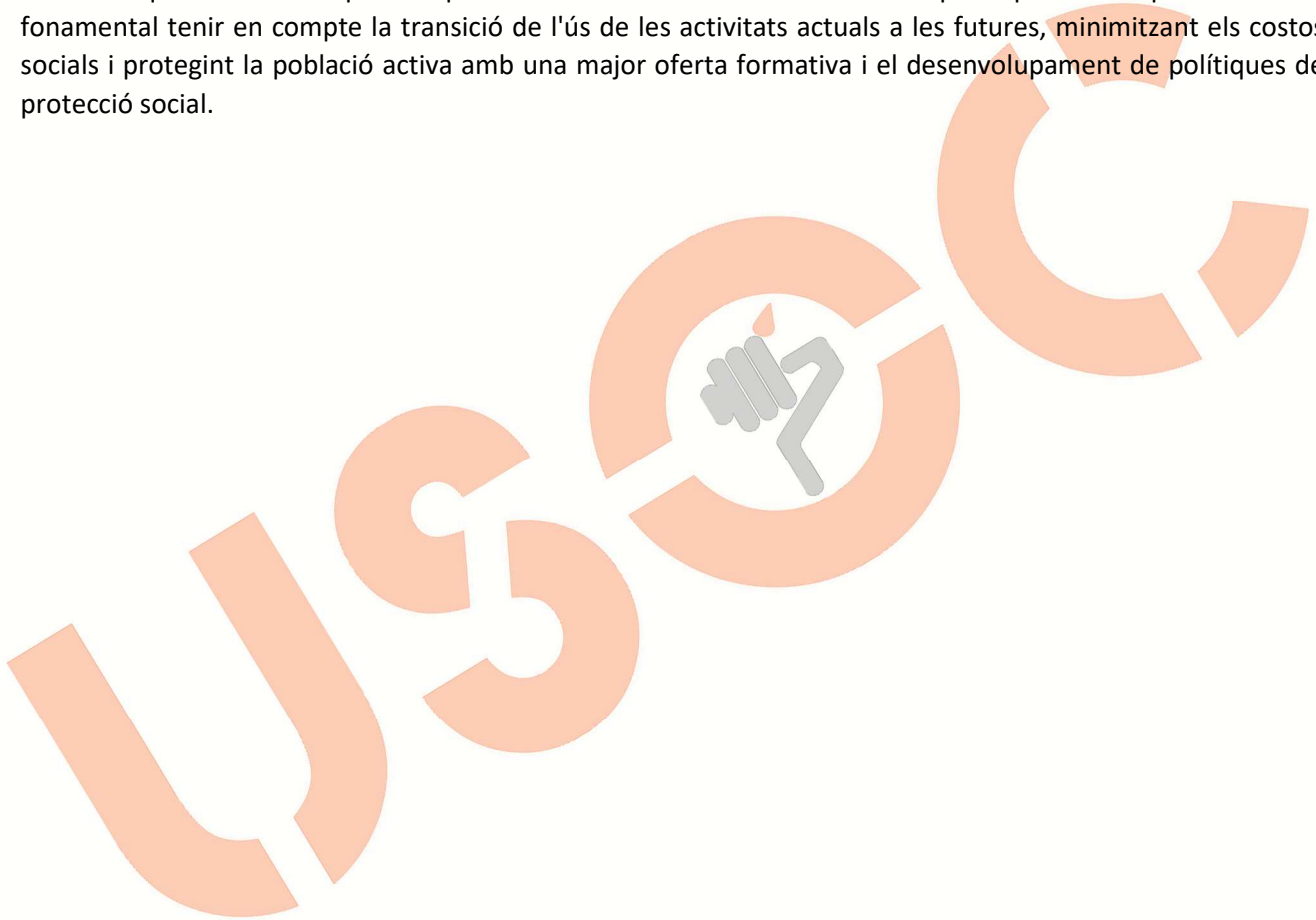 fonamental tenir en compte la transició de l'ús de les activitats actuals a les futures, minimitzant els costos
socials i protegint la població activa amb una major oferta formativa i el desenvolupament de polítiques de
protecció social.
USOC